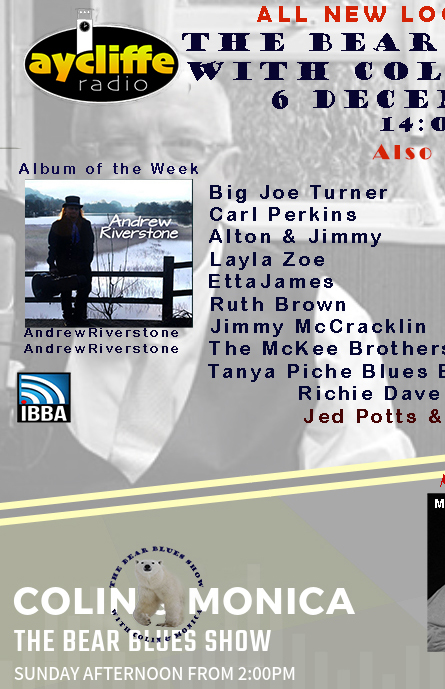 ALL NEW LO
aycliffe
radio
THE BEAR
WITH COL
6 DECE
14:0
Also
Album of the Week
Andrew
Riverstone
AndrewRiverstone
AndrewRiverstone
Big Joe Turner
Carl Perkins
Alton & Jimmy
Layla Zoe
EttaJames
Ruth Brown
Jimmy McCracklin
The McKee Brothers
Tanya Piche Blues B
Richie Dave
Jed Potts &
IBBA
M
THE BEAR BLUES SHOW
WITH COLIN & MONICA
COLIN & MONICA
THE BEAR BLUES SHOW
SUNDAY AFTERNOON FROM 2:00PM